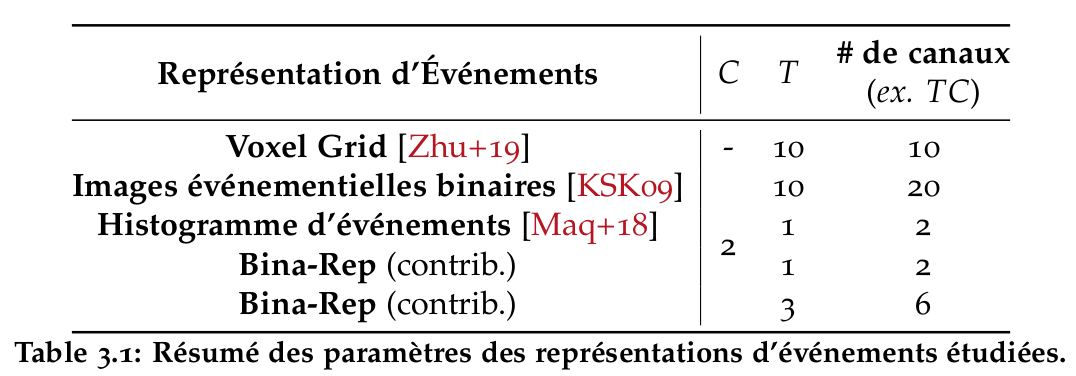 Représentation d'Événements C T # de canaux
(ex. TC)
Voxel Grid [Zhu+19] - 10 10
Images événementielles binaires [KSK09] 10 20
Histogramme d'événements [Maq+18] 1 2
2
Bina-Rep (contrib.) 1 2
Bina-Rep (contrib.) 3 6
Table 3.1: Résumé des paramètres des représentations d'événements étudiées.